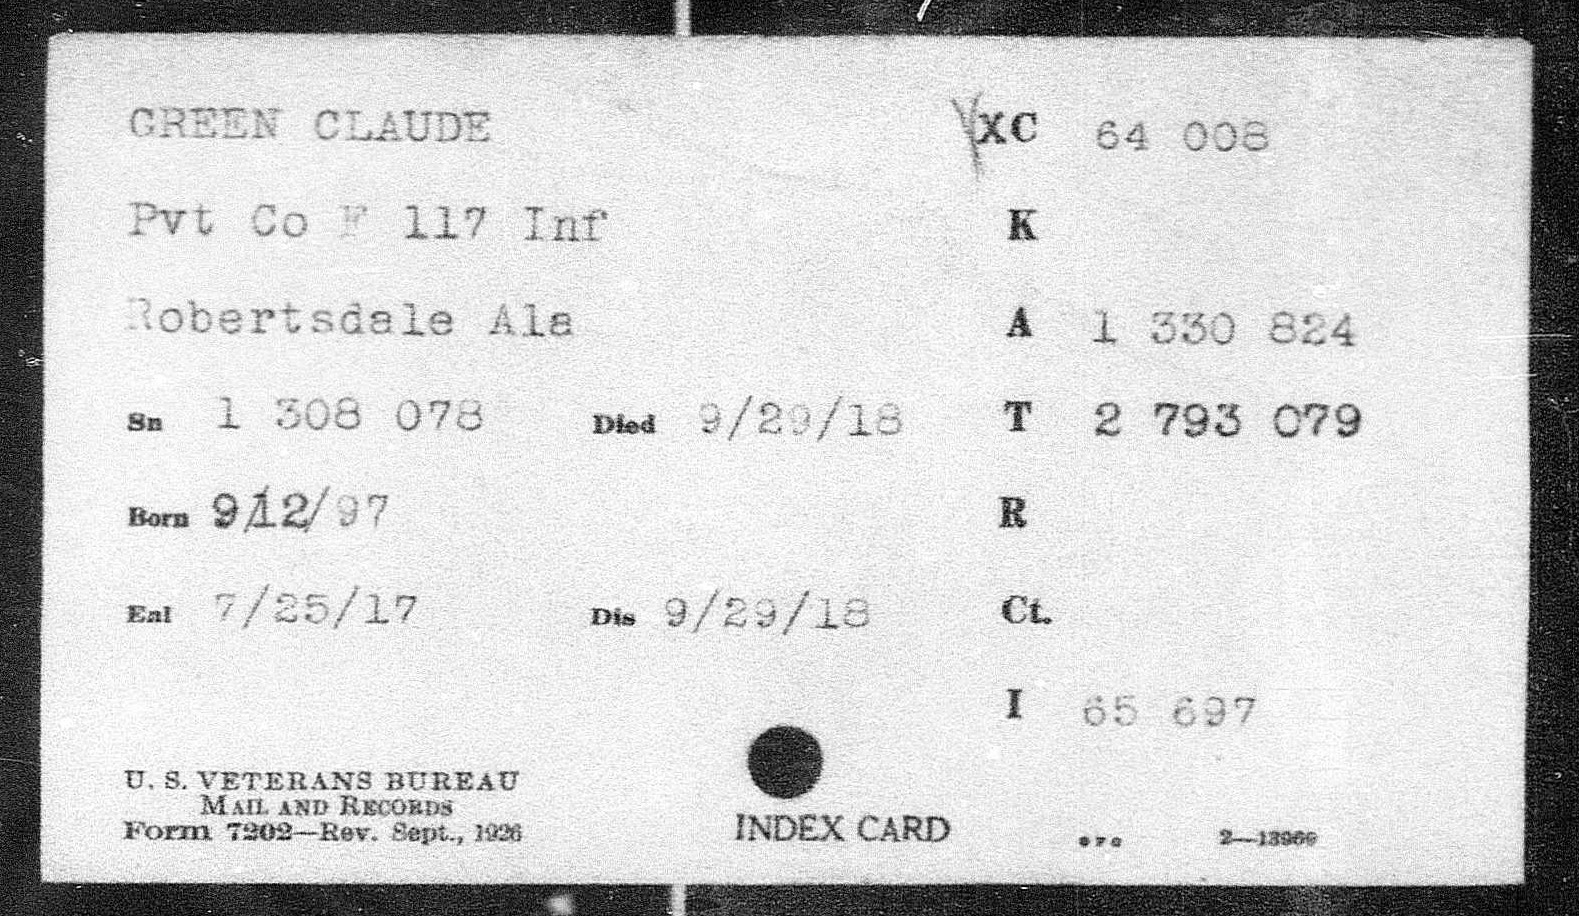 GREEN CLAUDE XC 64 008
Pvt Co F 117 Inf K
Robertsdale Ala A 1 330 824
Sn 1 308 078 Died 9/29/18 T 2 793 079
Born 9/12/97 R
Enl 7/25/17 Dis 9/29/18 Ct.
I 65 697
U. S. VETERANS BUREAU
MAIL AND RECORDS
Form 7202—Rev. Sept., 1926
INDEX CARD
GPO 2—13966